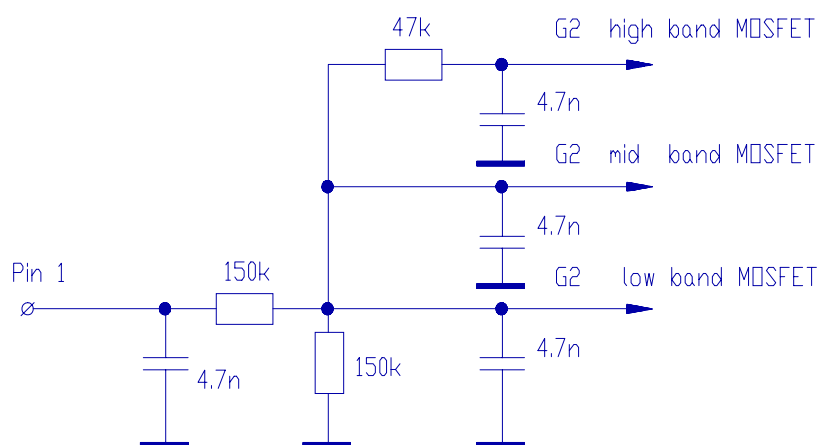 47k
G2 high band MOSFET
4.7n
G2 mid band MOSFET
4.7n
Pin 1
150k
G2 low band MOSFET
4.7n
150k
4.7n